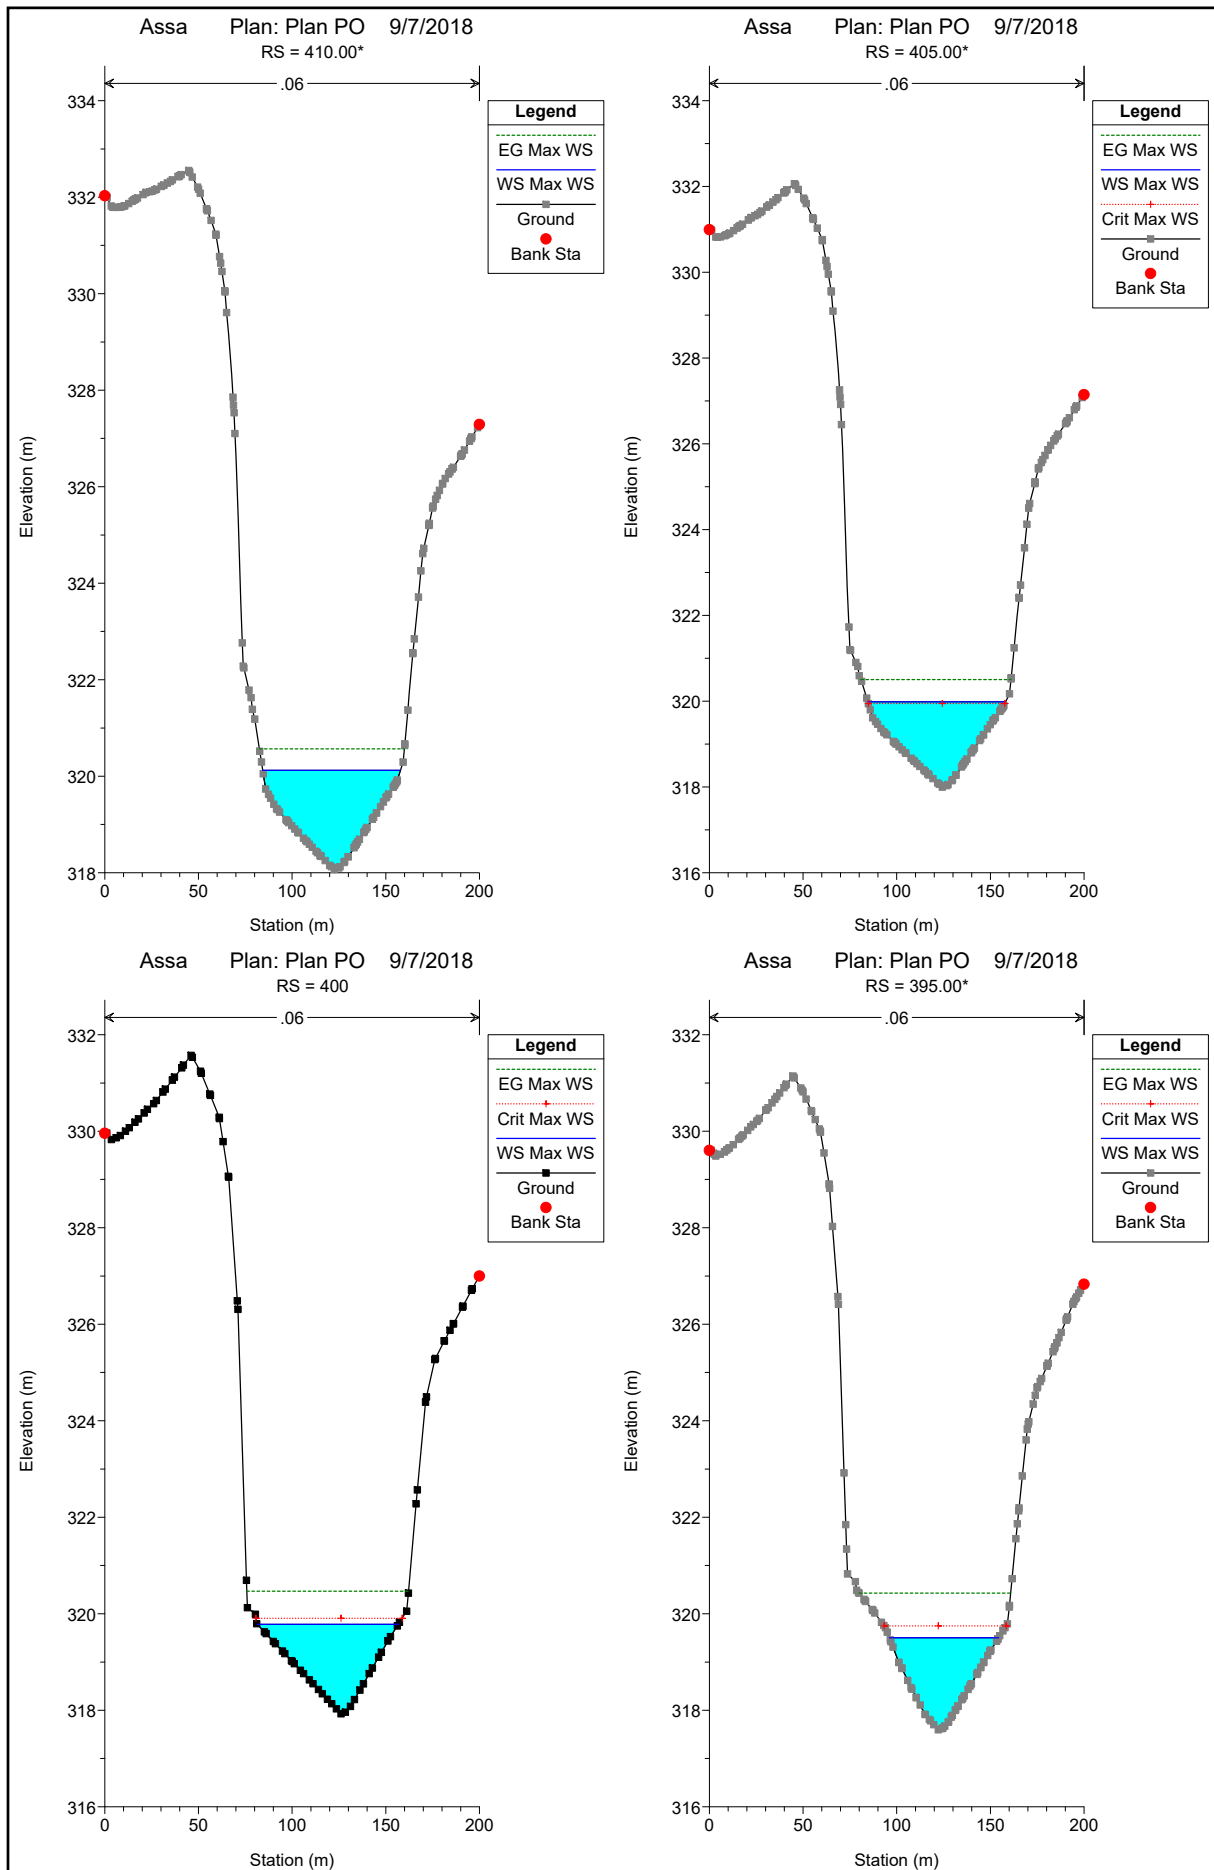 Assa Plan: Plan PO 9/7/2018
RS = 410.00*
.06
334
332
330
328
326
324
322
320
318
0
50
100
150
200
Elevation (m)
Station (m)
Legend
EG Max WS
WS Max WS
Ground
Bank Sta
Assa Plan: Plan PO 9/7/2018
RS = 405.00*
.06
334
332
330
328
326
324
322
320
318
316
0
50
100
150
200
Elevation (m)
Station (m)
Legend
EG Max WS
WS Max WS
Crit Max WS
Ground
Bank Sta
Assa Plan: Plan PO 9/7/2018
RS = 400
.06
332
330
328
326
324
322
320
318
316
0
50
100
150
200
Elevation (m)
Station (m)
Legend
EG Max WS
Crit Max WS
WS Max WS
Ground
Bank Sta
Assa Plan: Plan PO 9/7/2018
RS = 395.00*
.06
332
330
328
326
324
322
320
318
316
0
50
100
150
200
Elevation (m)
Station (m)
Legend
EG Max WS
Crit Max WS
WS Max WS
Ground
Bank Sta